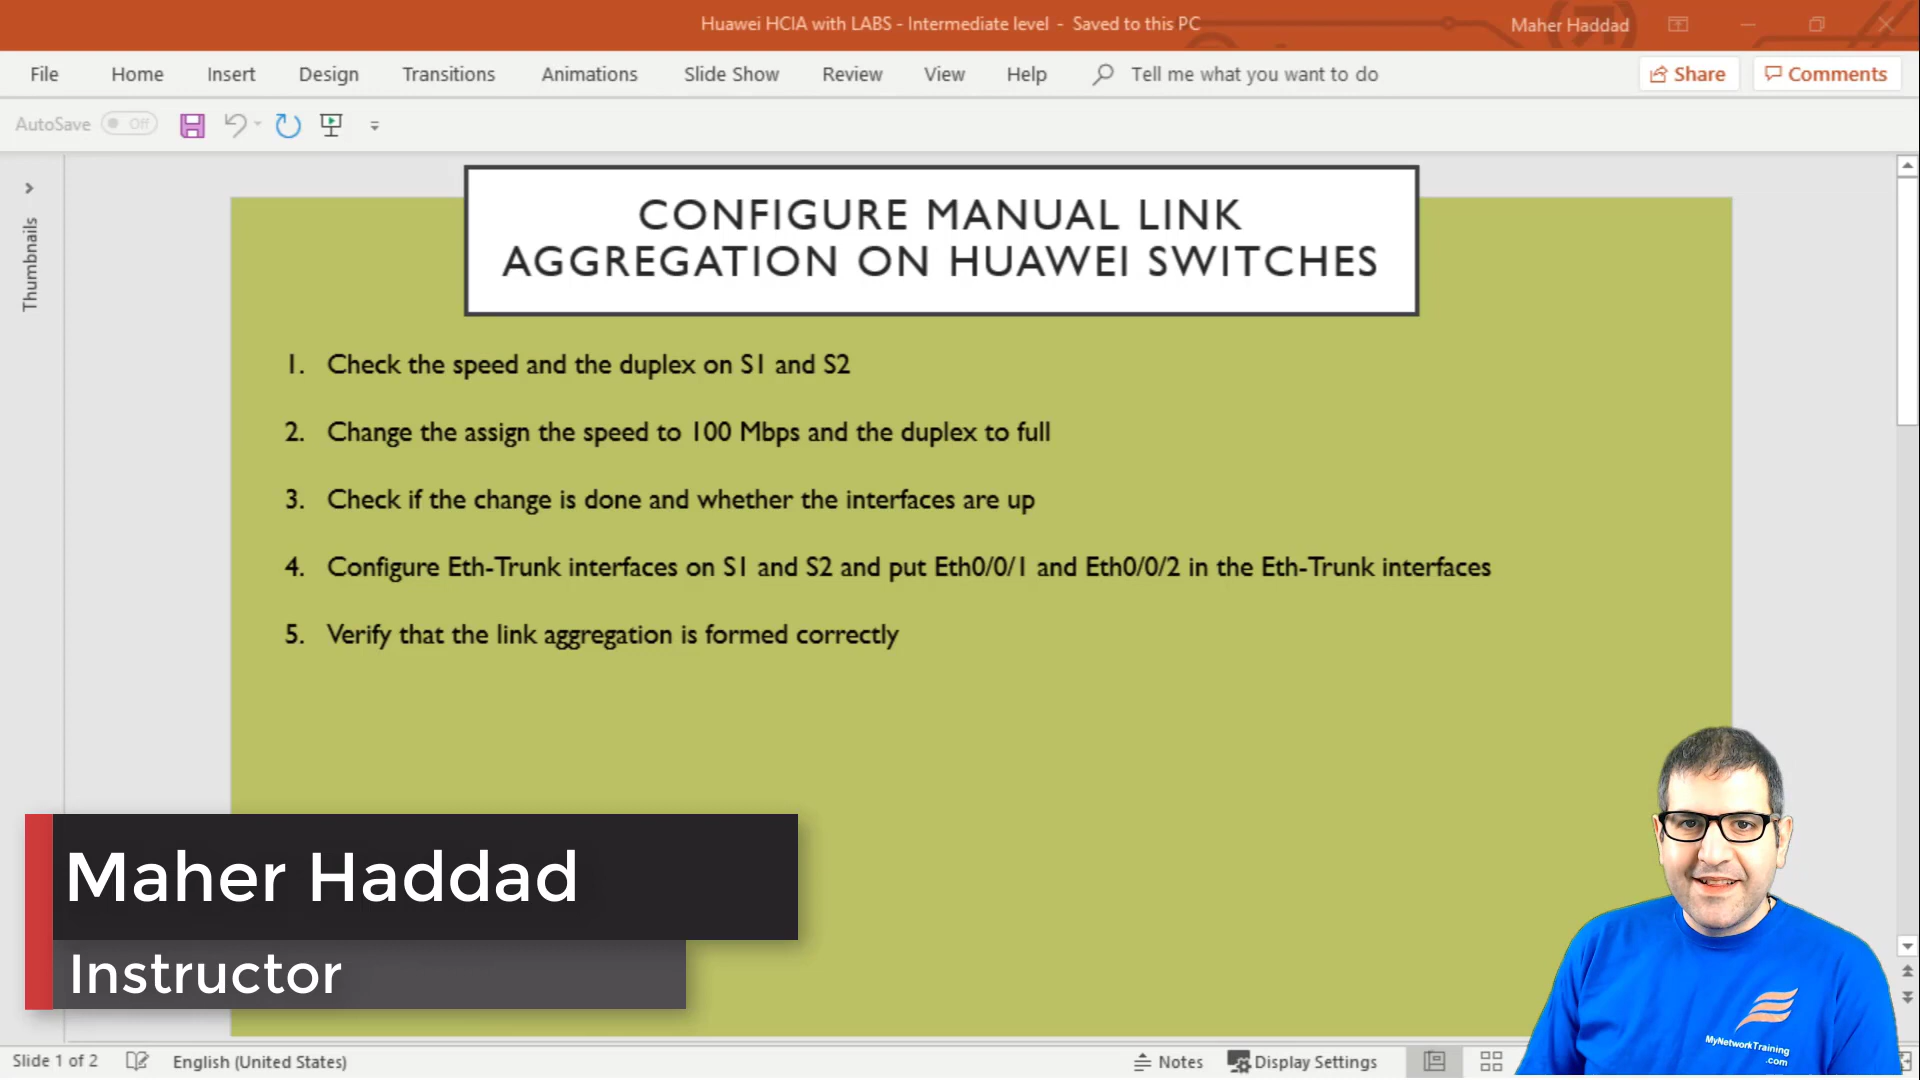 Huawei HCIA with LABS - Intermediate level - Saved to this PC
Maher Haddad
File Home Insert Design Transitions Animations Slide Show Review View Help Tell me what you want to do Share Comments
AutoSave Off
Thumbnails
CONFIGURE MANUAL LINK
AGGREGATION ON HUAWEI SWITCHES
1. Check the speed and the duplex on S1 and S2
2. Change the assign the speed to 100 Mbps and the duplex to full
3. Check if the change is done and whether the interfaces are up
4. Configure Eth-Trunk interfaces on S1 and S2 and put Eth0/0/1 and Eth0/0/2 in the Eth-Trunk interfaces
5. Verify that the link aggregation is formed correctly
Maher Haddad
Instructor
MyNetworkTraining
.com
Slide 1 of 2 English (United States) Notes Display Settings